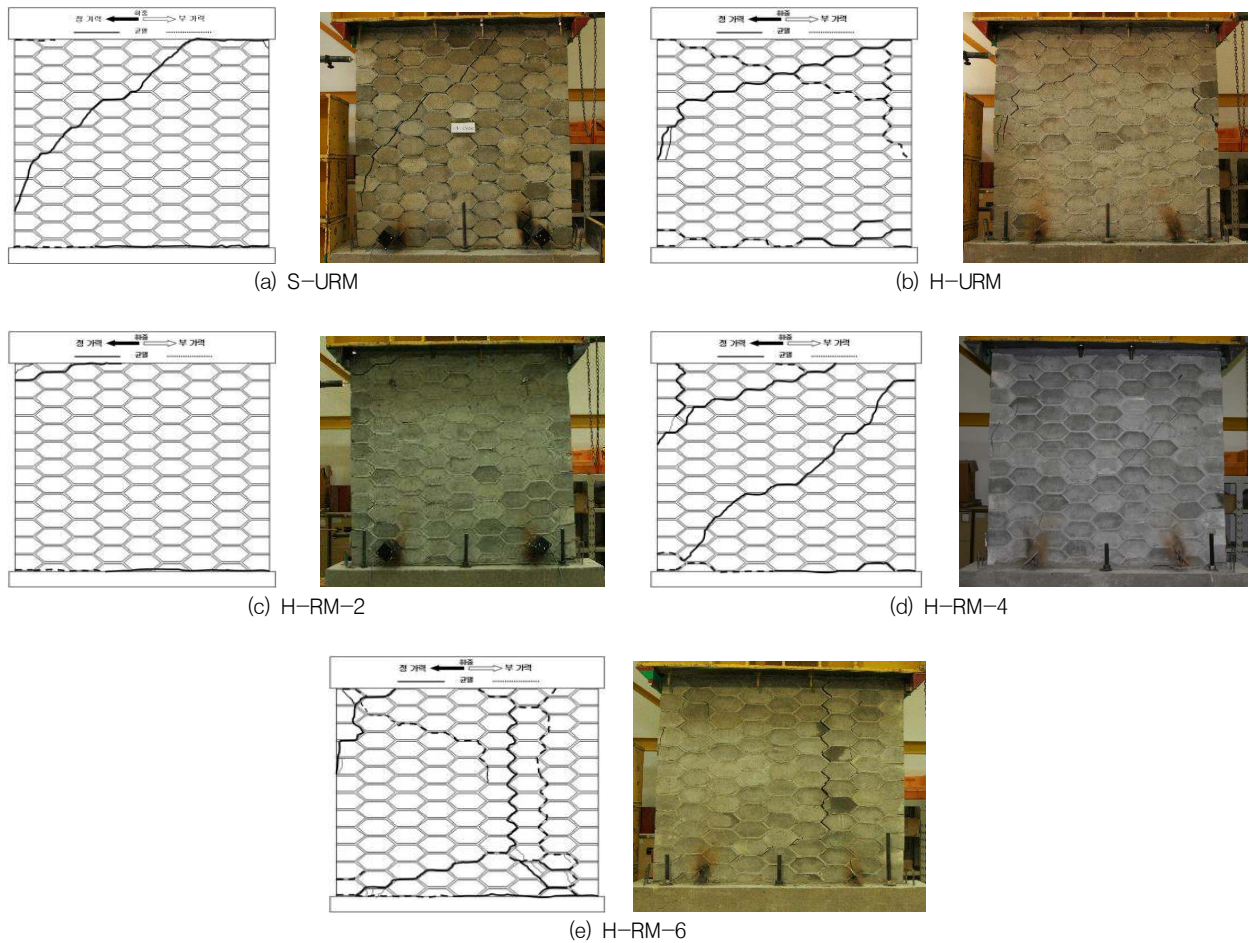 하중
정 가력 부 가력
균열
하중
정 가력 부 가력
균열
(a) S-URM
(b) H-URM
하중
정 가력 부 가력
균열
하중
정 가력 부 가력
균열
(c) H-RM-2
(d) H-RM-4
하중
정 가력 부 가력
균열
(e) H-RM-6